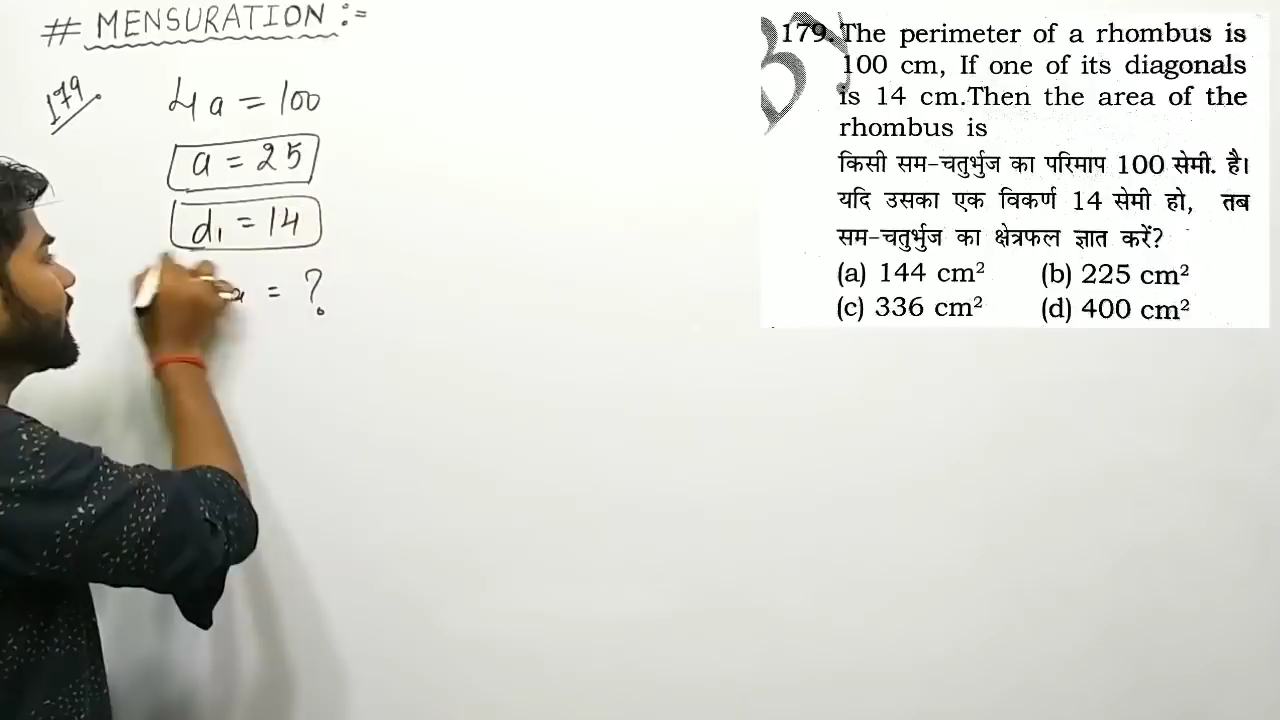 # MENSURATION :=
179.
4a = 100
a = 25
d₁ = 14
= ?
179. The perimeter of a rhombus is
100 cm, If one of its diagonals
is 14 cm.Then the area of the
rhombus is
किसी सम-चतुर्भुज का परिमाप 100 सेमी. है।
यदि उसका एक विकर्ण 14 सेमी हो, तब
सम-चतुर्भुज का क्षेत्रफल ज्ञात करें?
(a) 144 cm² (b) 225 cm²
(c) 336 cm² (d) 400 cm²